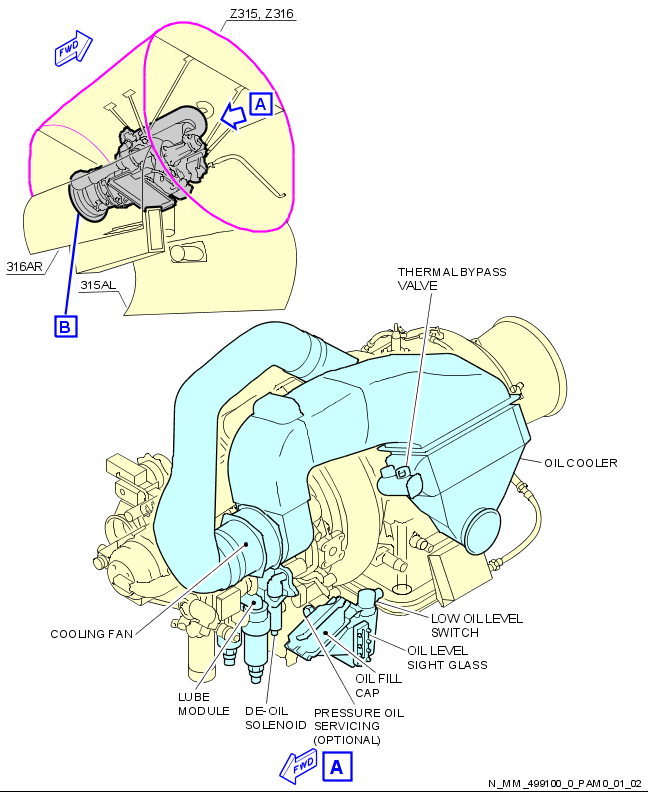 Z315, Z316
FWD
A
316AR
315AL
B
THERMAL BYPASS
VALVE
OIL COOLER
COOLING FAN
LOW OIL LEVEL
SWITCH
OIL LEVEL
SIGHT GLASS
OIL FILL
CAP
LUBE
MODULE
DE-OIL
SOLENOID
PRESSURE OIL
SERVICING
(OPTIONAL)
FWD
A
N_MM_499100_0_PAM0_01_02